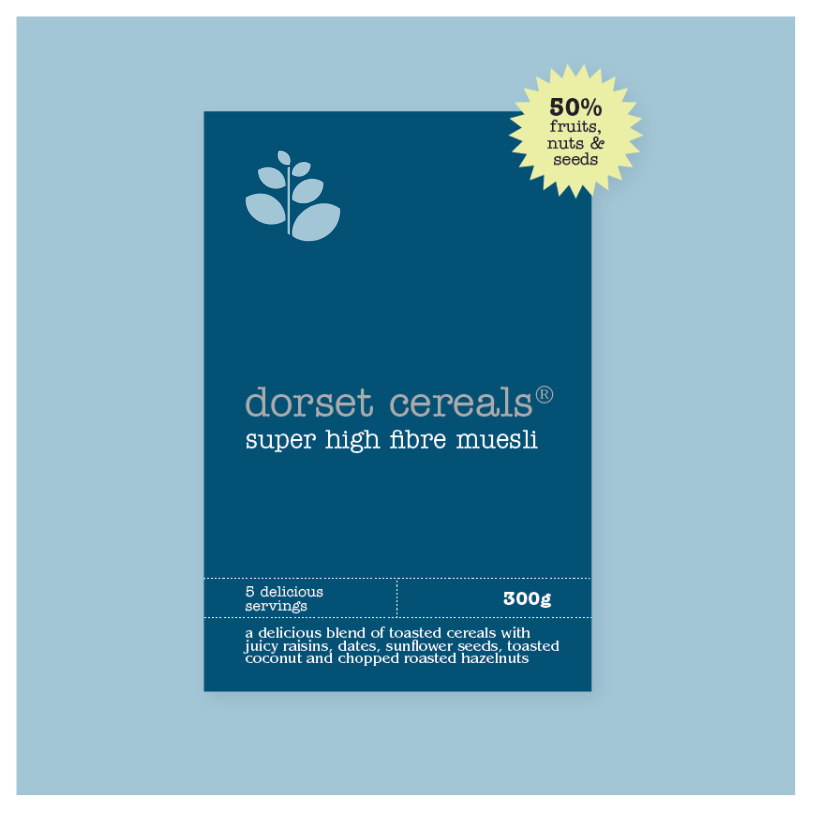 50%
fruits,
nuts &
seeds
dorset cereals®
super high fibre muesli
5 delicious
servings
300g
a delicious blend of toasted cereals with
juicy raisins, dates, sunflower seeds, toasted
coconut and chopped roasted hazelnuts